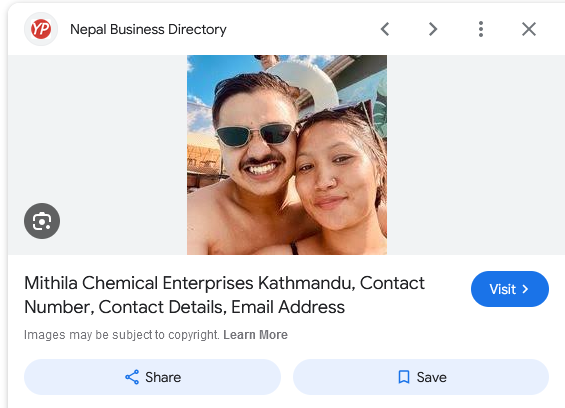 YP
Nepal Business Directory
Mithila Chemical Enterprises Kathmandu, Contact
Number, Contact Details, Email Address
Visit
Images may be subject to copyright. Learn More
Share
Save